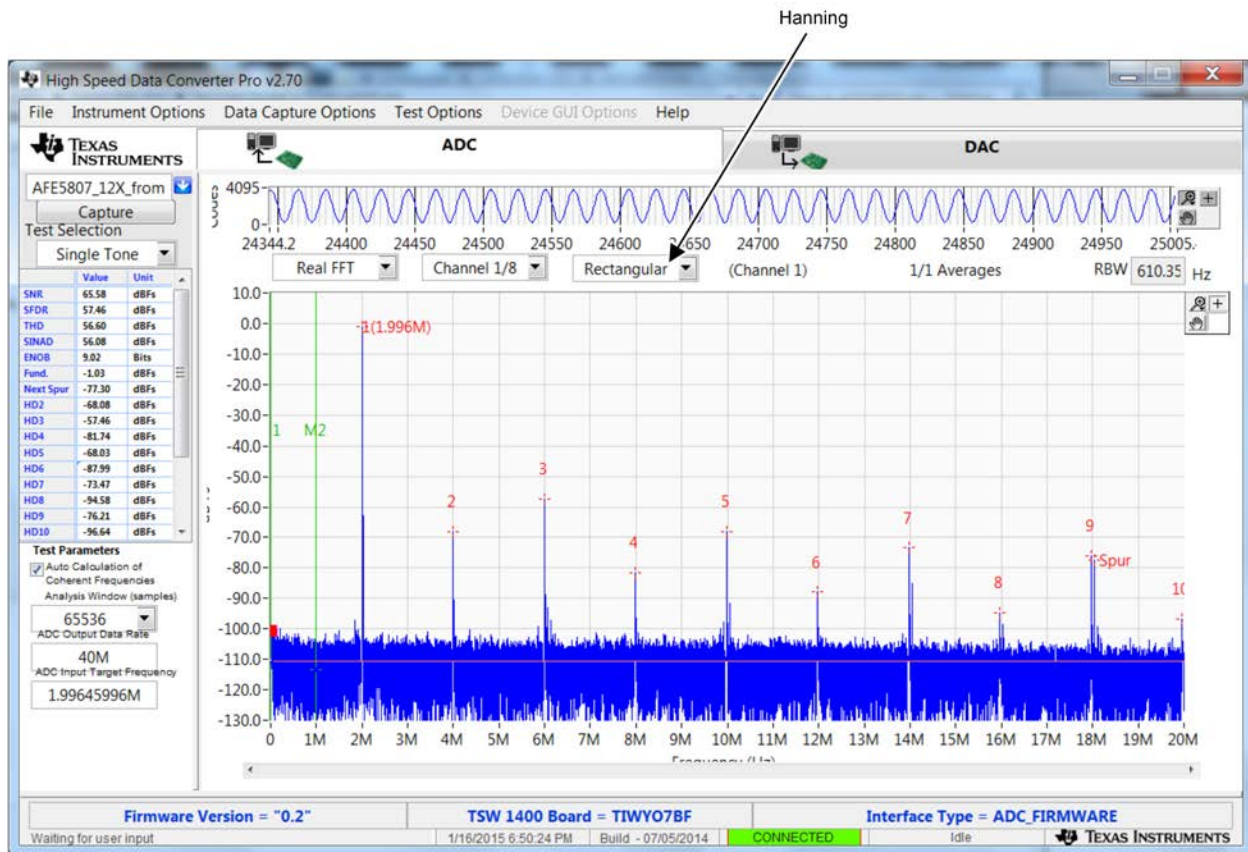 Hanning
High Speed Data Converter Pro v2.70
File Instrument Options Data Capture Options Test Options Device GUI Options Help
TEXAS INSTRUMENTS
ADC
DAC
AFE5807_12X_from
Capture
Test Selection
Single Tone
Value Unit
SNR 65.58 dBFs
SFDR 57.46 dBFs
THD 56.60 dBFs
SINAD 56.08 dBFs
ENOB 9.02 Bits
Fund. -1.03 dBFs
Next Spur -77.30 dBFs
HD2 -68.08 dBFs
HD3 -57.46 dBFs
HD4 -81.74 dBFs
HD5 -68.03 dBFs
HD6 -87.99 dBFs
HD7 -73.47 dBFs
HD8 -94.58 dBFs
HD9 -76.21 dBFs
HD10 -96.64 dBFs
Test Parameters
Auto Calculation of
Coherent Frequencies
Analysis Window (samples)
65536
ADC Output Data Rate
40M
ADC Input Target Frequency
1.99645996M
4095
0
24344.2 24400 24450 24500 24550 24600 24650 24700 24750 24800 24850 24900 24950 25005.
Real FFT Channel 1/8 Rectangular (Channel 1) 1/1 Averages RBW 610.35 Hz
10.0
0.0
-10.0
-20.0
-30.0
-40.0
-50.0
-60.0
-70.0
-80.0
-90.0
-100.0
-110.0
-120.0
-130.0
1(1.996M)
1 M2
2
3
4
5
6
7
8
9
Spur
10
0 1M 2M 3M 4M 5M 6M 7M 8M 9M 10M 11M 12M 13M 14M 15M 16M 17M 18M 19M 20M
Frequency (Hz)
Firmware Version = "0.2" TSW 1400 Board = TIWYO7BF Interface Type = ADC_FIRMWARE
Waiting for user input 1/16/2015 6:50:24 PM Build - 07/05/2014 CONNECTED Idle TEXAS INSTRUMENTS